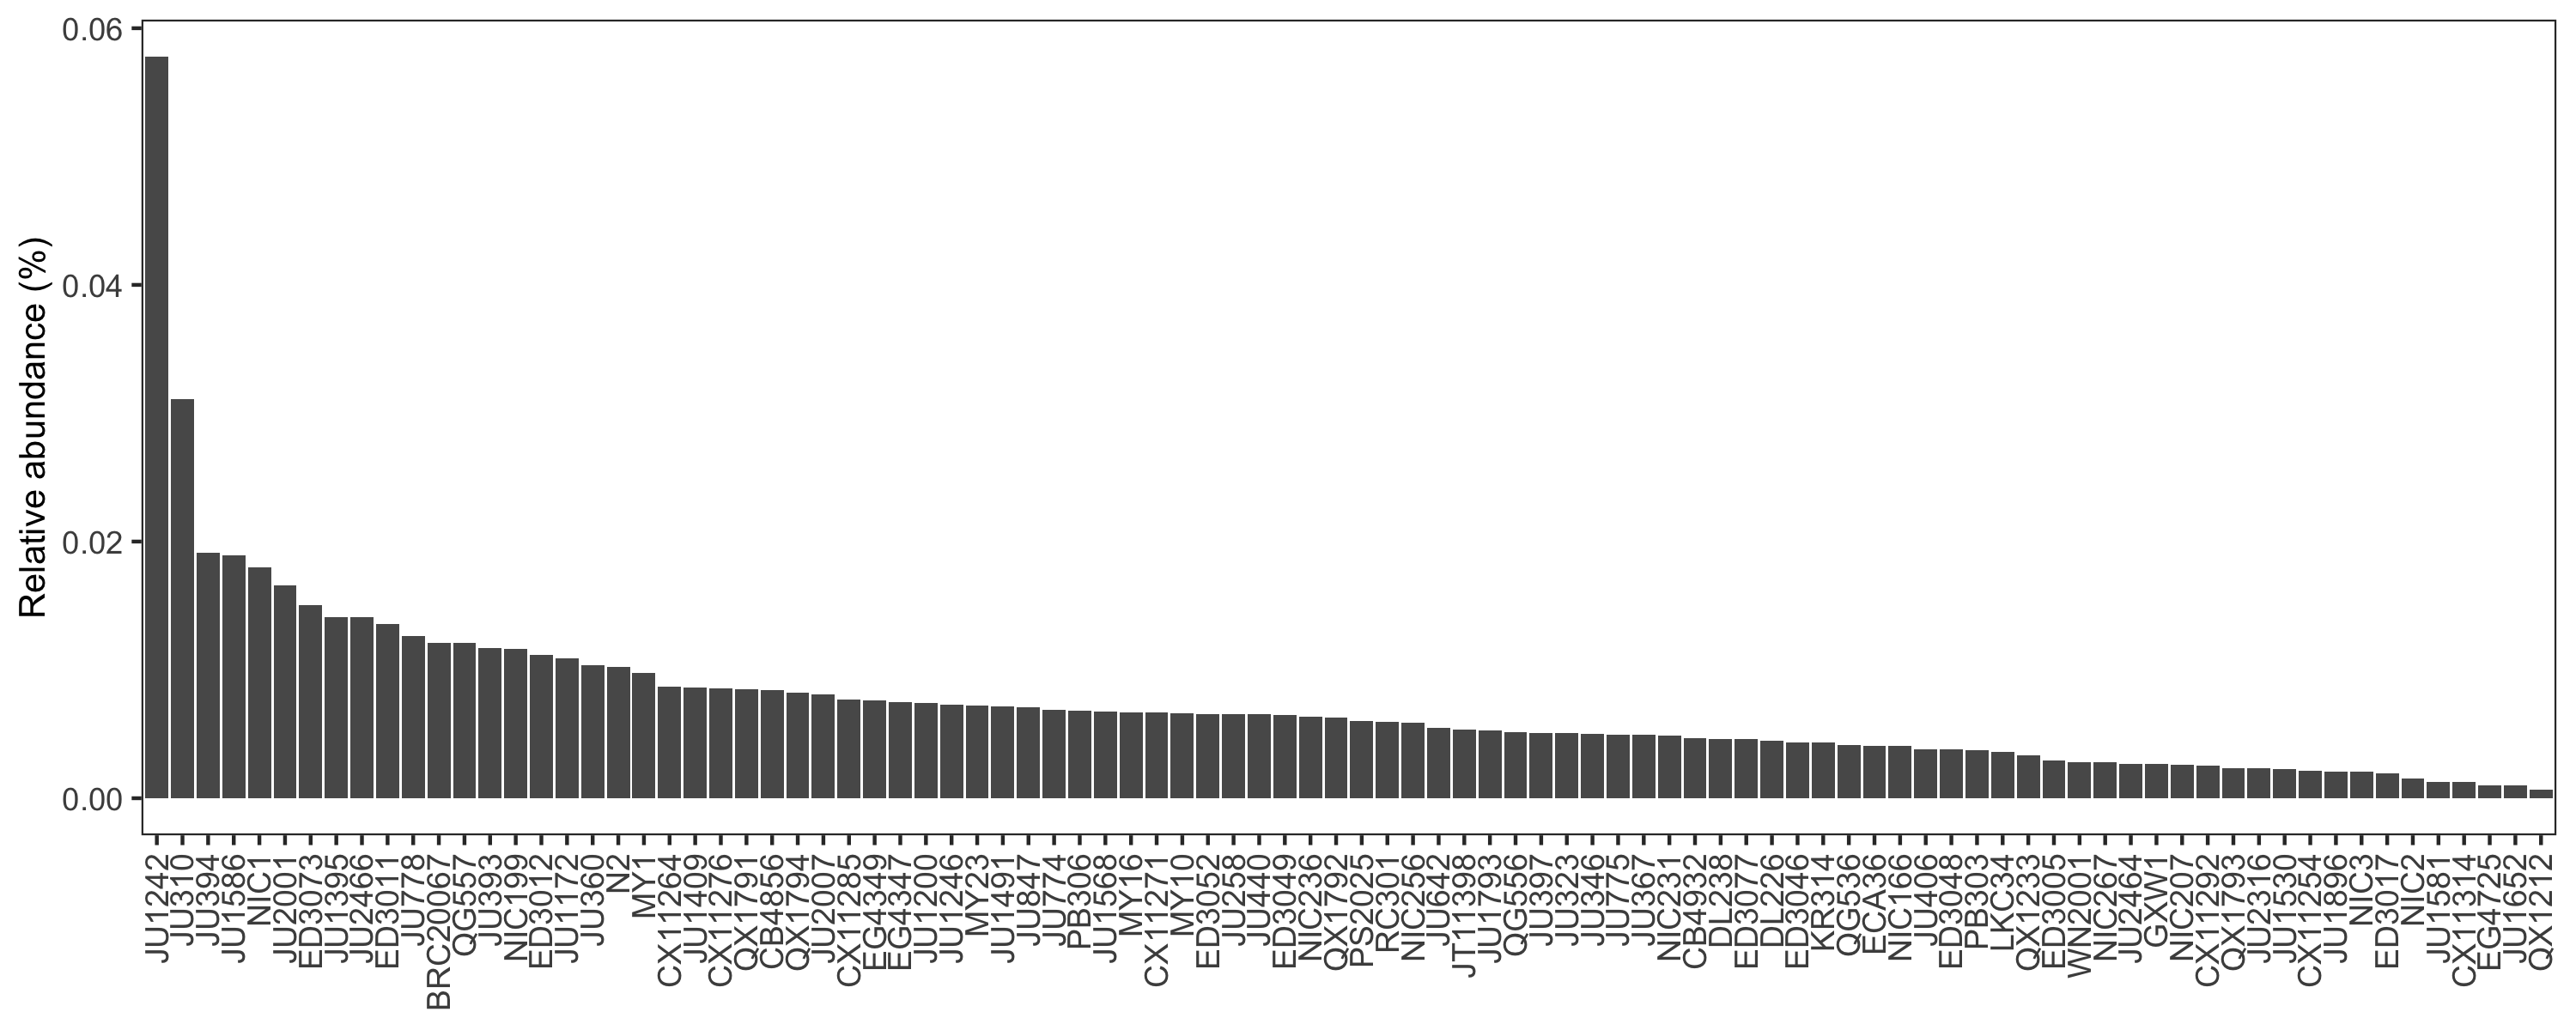 Relative abundance (%)
0.06
0.04
0.02
0.00
JU1242
JU310
JU394
JU1586
NIC1
JU2001
ED3073
JU1395
JU2466
ED3011
JU778
BRC20067
QG557
JU393
NIC199
ED3012
JU1172
JU360
N2
MY1
CX11264
JU1409
CX11276
QX1791
CB4856
QX1794
JU2007
CX11285
EG4349
EG4347
JU1200
JU1246
MY23
JU1491
JU847
JU774
PB306
JU1568
MY16
CX11271
MY10
ED3052
JU258
JU440
ED3049
NIC236
QX1792
PS2025
RC301
NIC256
JU642
JT11398
JU1793
QG556
JU397
JU323
JU346
JU775
JU367
NIC231
CB4932
DL238
ED3077
DL226
ED3046
KR314
QG536
ECA36
NIC166
JU406
ED3048
PB303
LKC34
QX1233
ED3005
WN2001
NIC267
JU2464
GXW1
NIC207
CX11292
QX1793
JU2316
JU1530
CX11254
JU1896
NIC3
ED3017
NIC2
JU1581
CX11314
EG4725
JU1652
QX1212